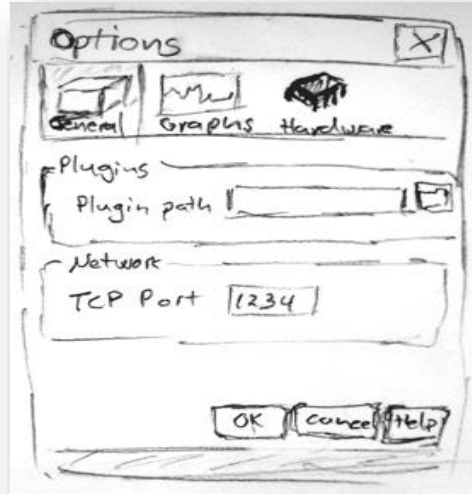 Options X
General Graphs Hardware
Plugins
Plugin path
Network
TCP Port 1234
OK Cancel Help